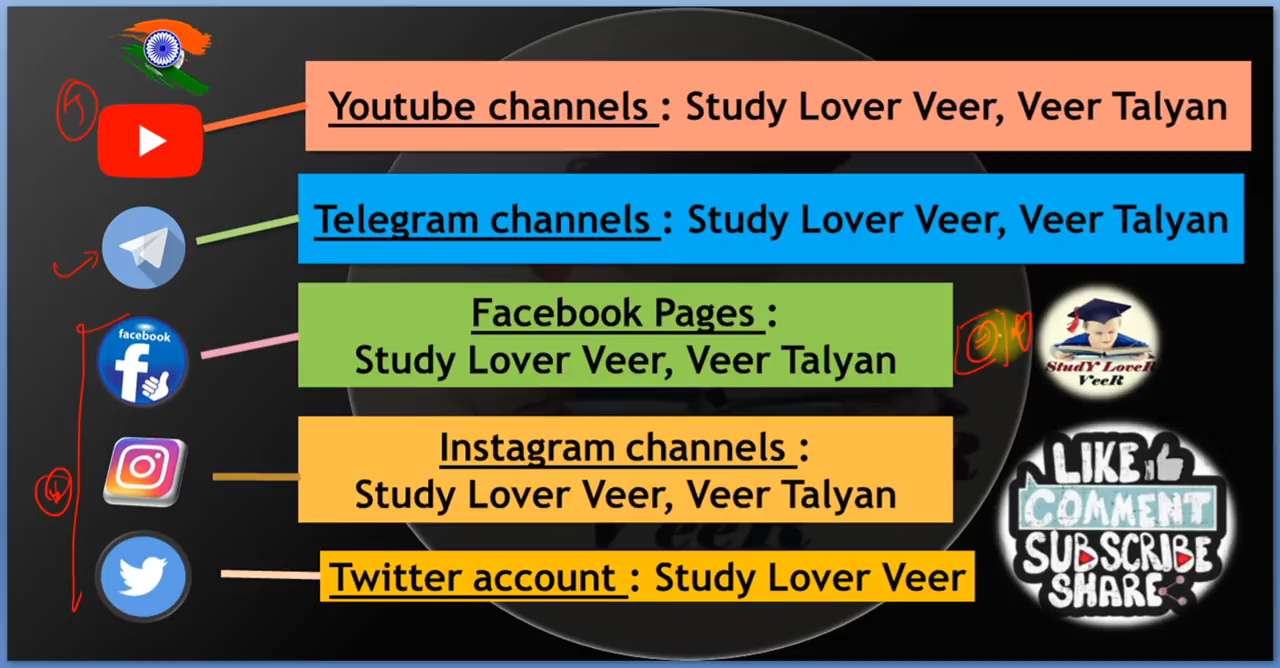 Youtube channels : Study Lover Veer, Veer Talyan
Telegram channels : Study Lover Veer, Veer Talyan
facebook
Facebook Pages :
Study Lover Veer, Veer Talyan
StudY LoveR
VeeR
Instagram channels :
Study Lover Veer, Veer Talyan
LIKE
COMMENT
SUBSCRIBE
SHARE
VeeR
Twitter account : Study Lover Veer